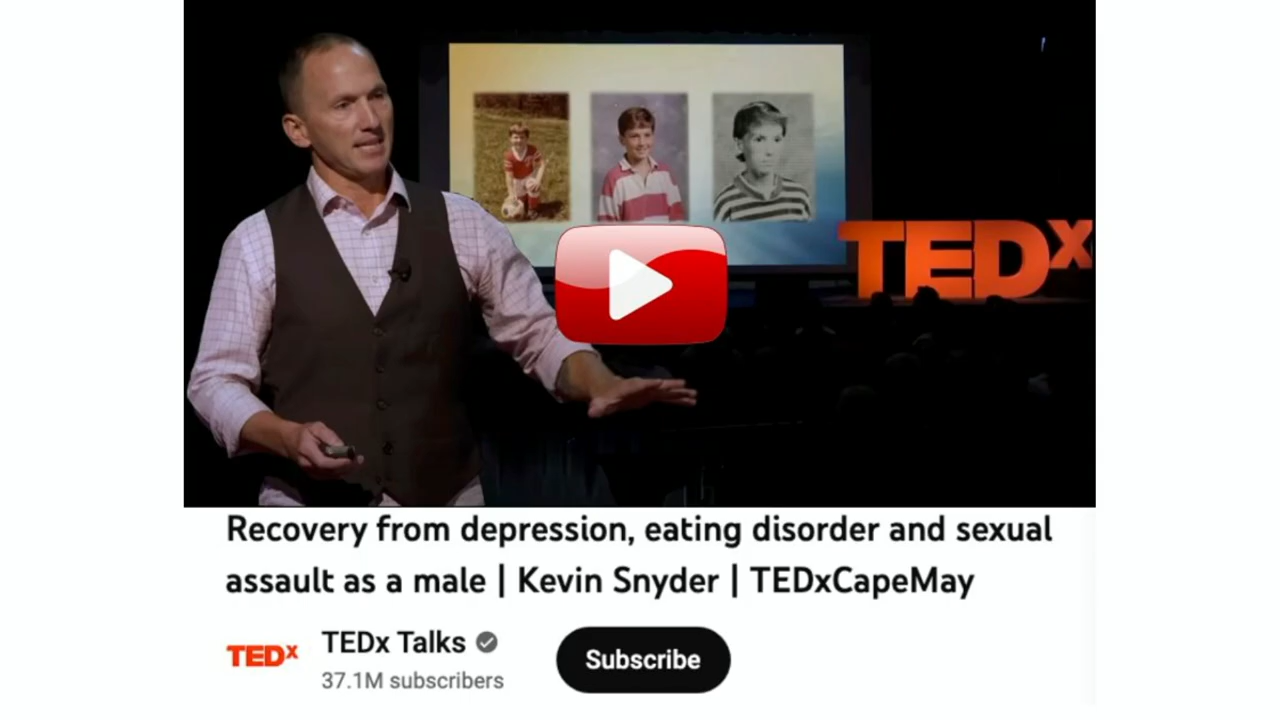 TEDx
Recovery from depression, eating disorder and sexual
assault as a male | Kevin Snyder | TEDxCapeMay
TEDx
TEDx Talks
37.1M subscribers
Subscribe